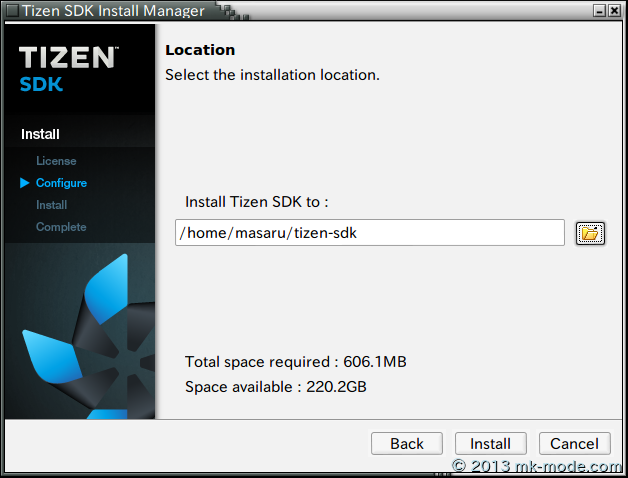 Tizen SDK Install Manager
TIZEN™
SDK
Install
License
Configure
Install
Complete
Location
Select the installation location.
Install Tizen SDK to :
/home/masaru/tizen-sdk
Total space required : 606.1MB
Space available : 220.2GB
Back
Install
Cancel
© 2013 mk-mode.com